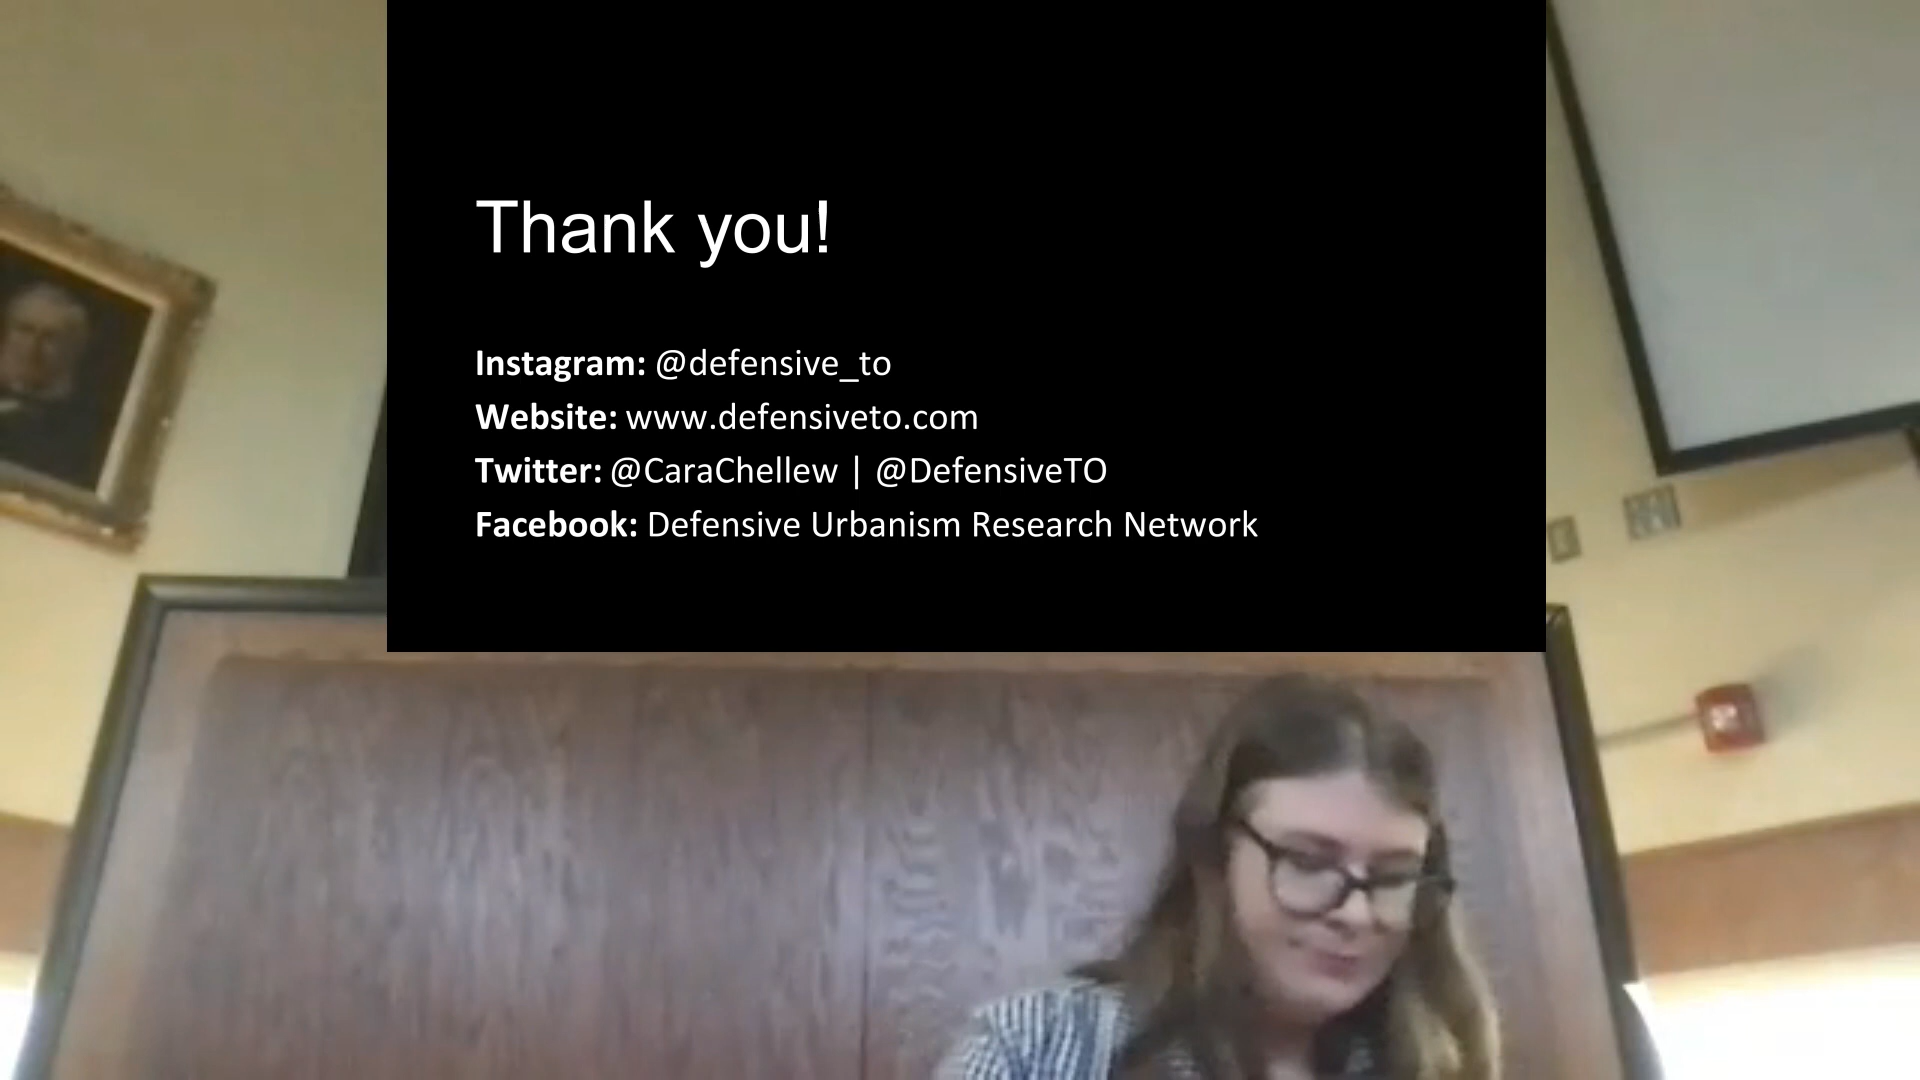 Thank you!
Instagram: @defensive_to
Website: www.defensiveto.com
Twitter: @CaraChellew | @DefensiveTO
Facebook: Defensive Urbanism Research Network